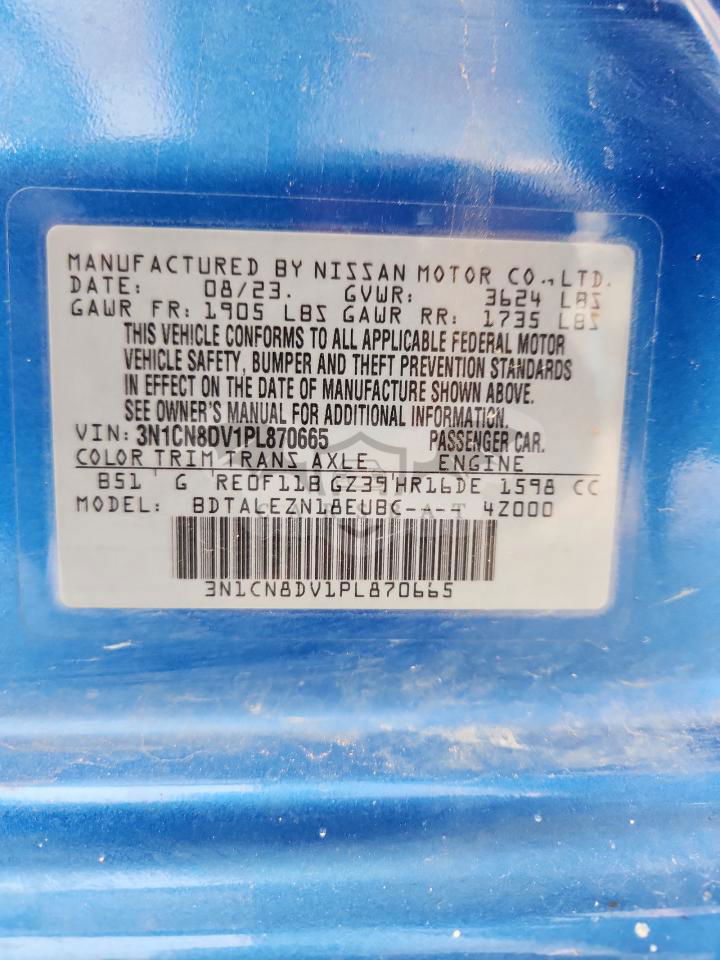 MANUFACTURED BY NISSAN MOTOR CO.,LTD.
DATE: 08/23. GVWR: 3624 LBS
GAWR FR: 1905 LBS GAWR RR: 1735 LBS
THIS VEHICLE CONFORMS TO ALL APPLICABLE FEDERAL MOTOR
VEHICLE SAFETY, BUMPER AND THEFT PREVENTION STANDARDS
IN EFFECT ON THE DATE OF MANUFACTURE SHOWN ABOVE.
SEE OWNER'S MANUAL FOR ADDITIONAL INFORMATION.
VIN: 3N1CN8DV1PL870665 PASSENGER CAR.
COLOR TRIM TRANS AXLE ENGINE
B51 G RE0F11B GZ39 HR16DE 1598 CC
MODEL: BDTALEZN18EUBC---- 4Z000
3N1CN8DV1PL870665